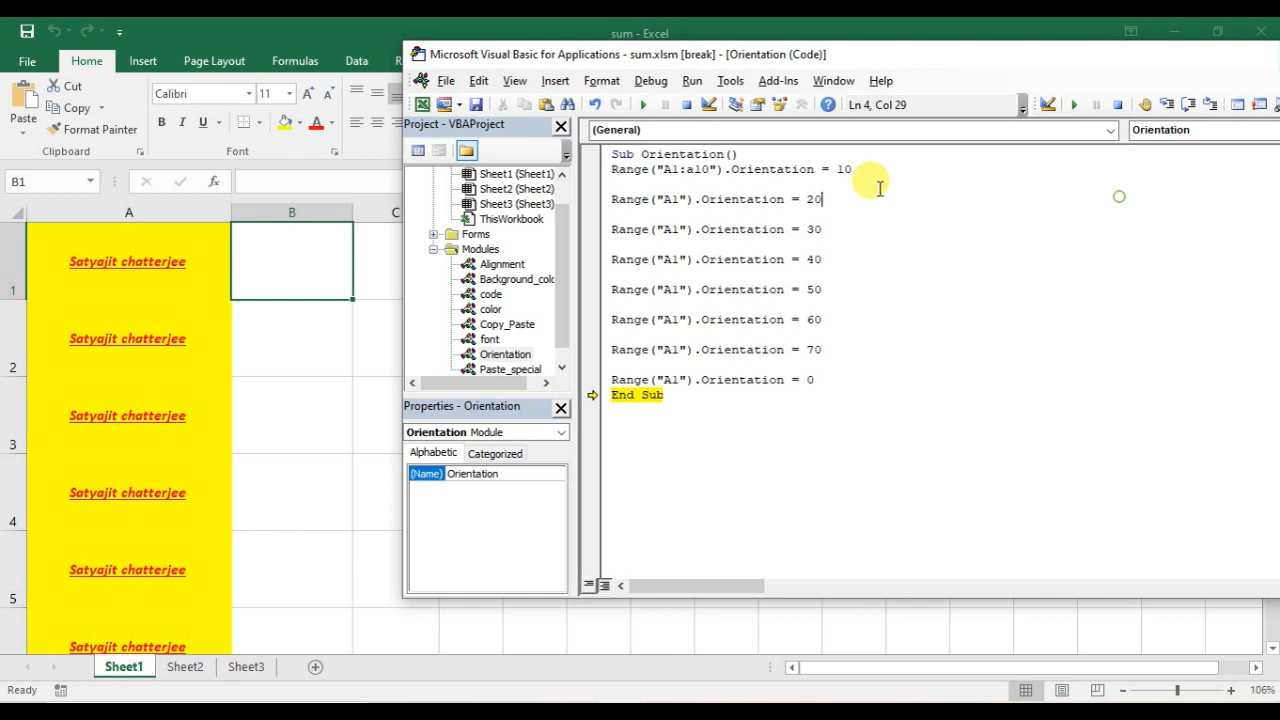 sum - Excel
File Home Insert Page Layout Formulas Data
Cut
Copy
Format Painter
Paste
Calibri 11
B I U
Clipboard Font
B1
A B C
1 Satyajit chatterjee
2 Satyajit chatterjee
3 Satyajit chatterjee
4 Satyajit chatterjee
5 Satyajit chatterjee
Satyajit chatterjee
Sheet1 Sheet2 Sheet3
Ready 106%
Microsoft Visual Basic for Applications - sum.xlsm [break] - [Orientation (Code)]
File Edit View Insert Format Debug Run Tools Add-Ins Window Help
Ln 4, Col 29
Project - VBAProject
Sheet1 (Sheet1)
Sheet2 (Sheet2)
Sheet3 (Sheet3)
ThisWorkbook
Forms
Modules
Alignment
Background_colo
code
color
Copy_Paste
font
Orientation
Paste_special
Properties - Orientation
Orientation Module
Alphabetic Categorized
(Name) Orientation
(General) Orientation
Sub Orientation()
Range("A1:a10").Orientation = 10
Range("A1").Orientation = 20
Range("A1").Orientation = 30
Range("A1").Orientation = 40
Range("A1").Orientation = 50
Range("A1").Orientation = 60
Range("A1").Orientation = 70
Range("A1").Orientation = 0
End Sub